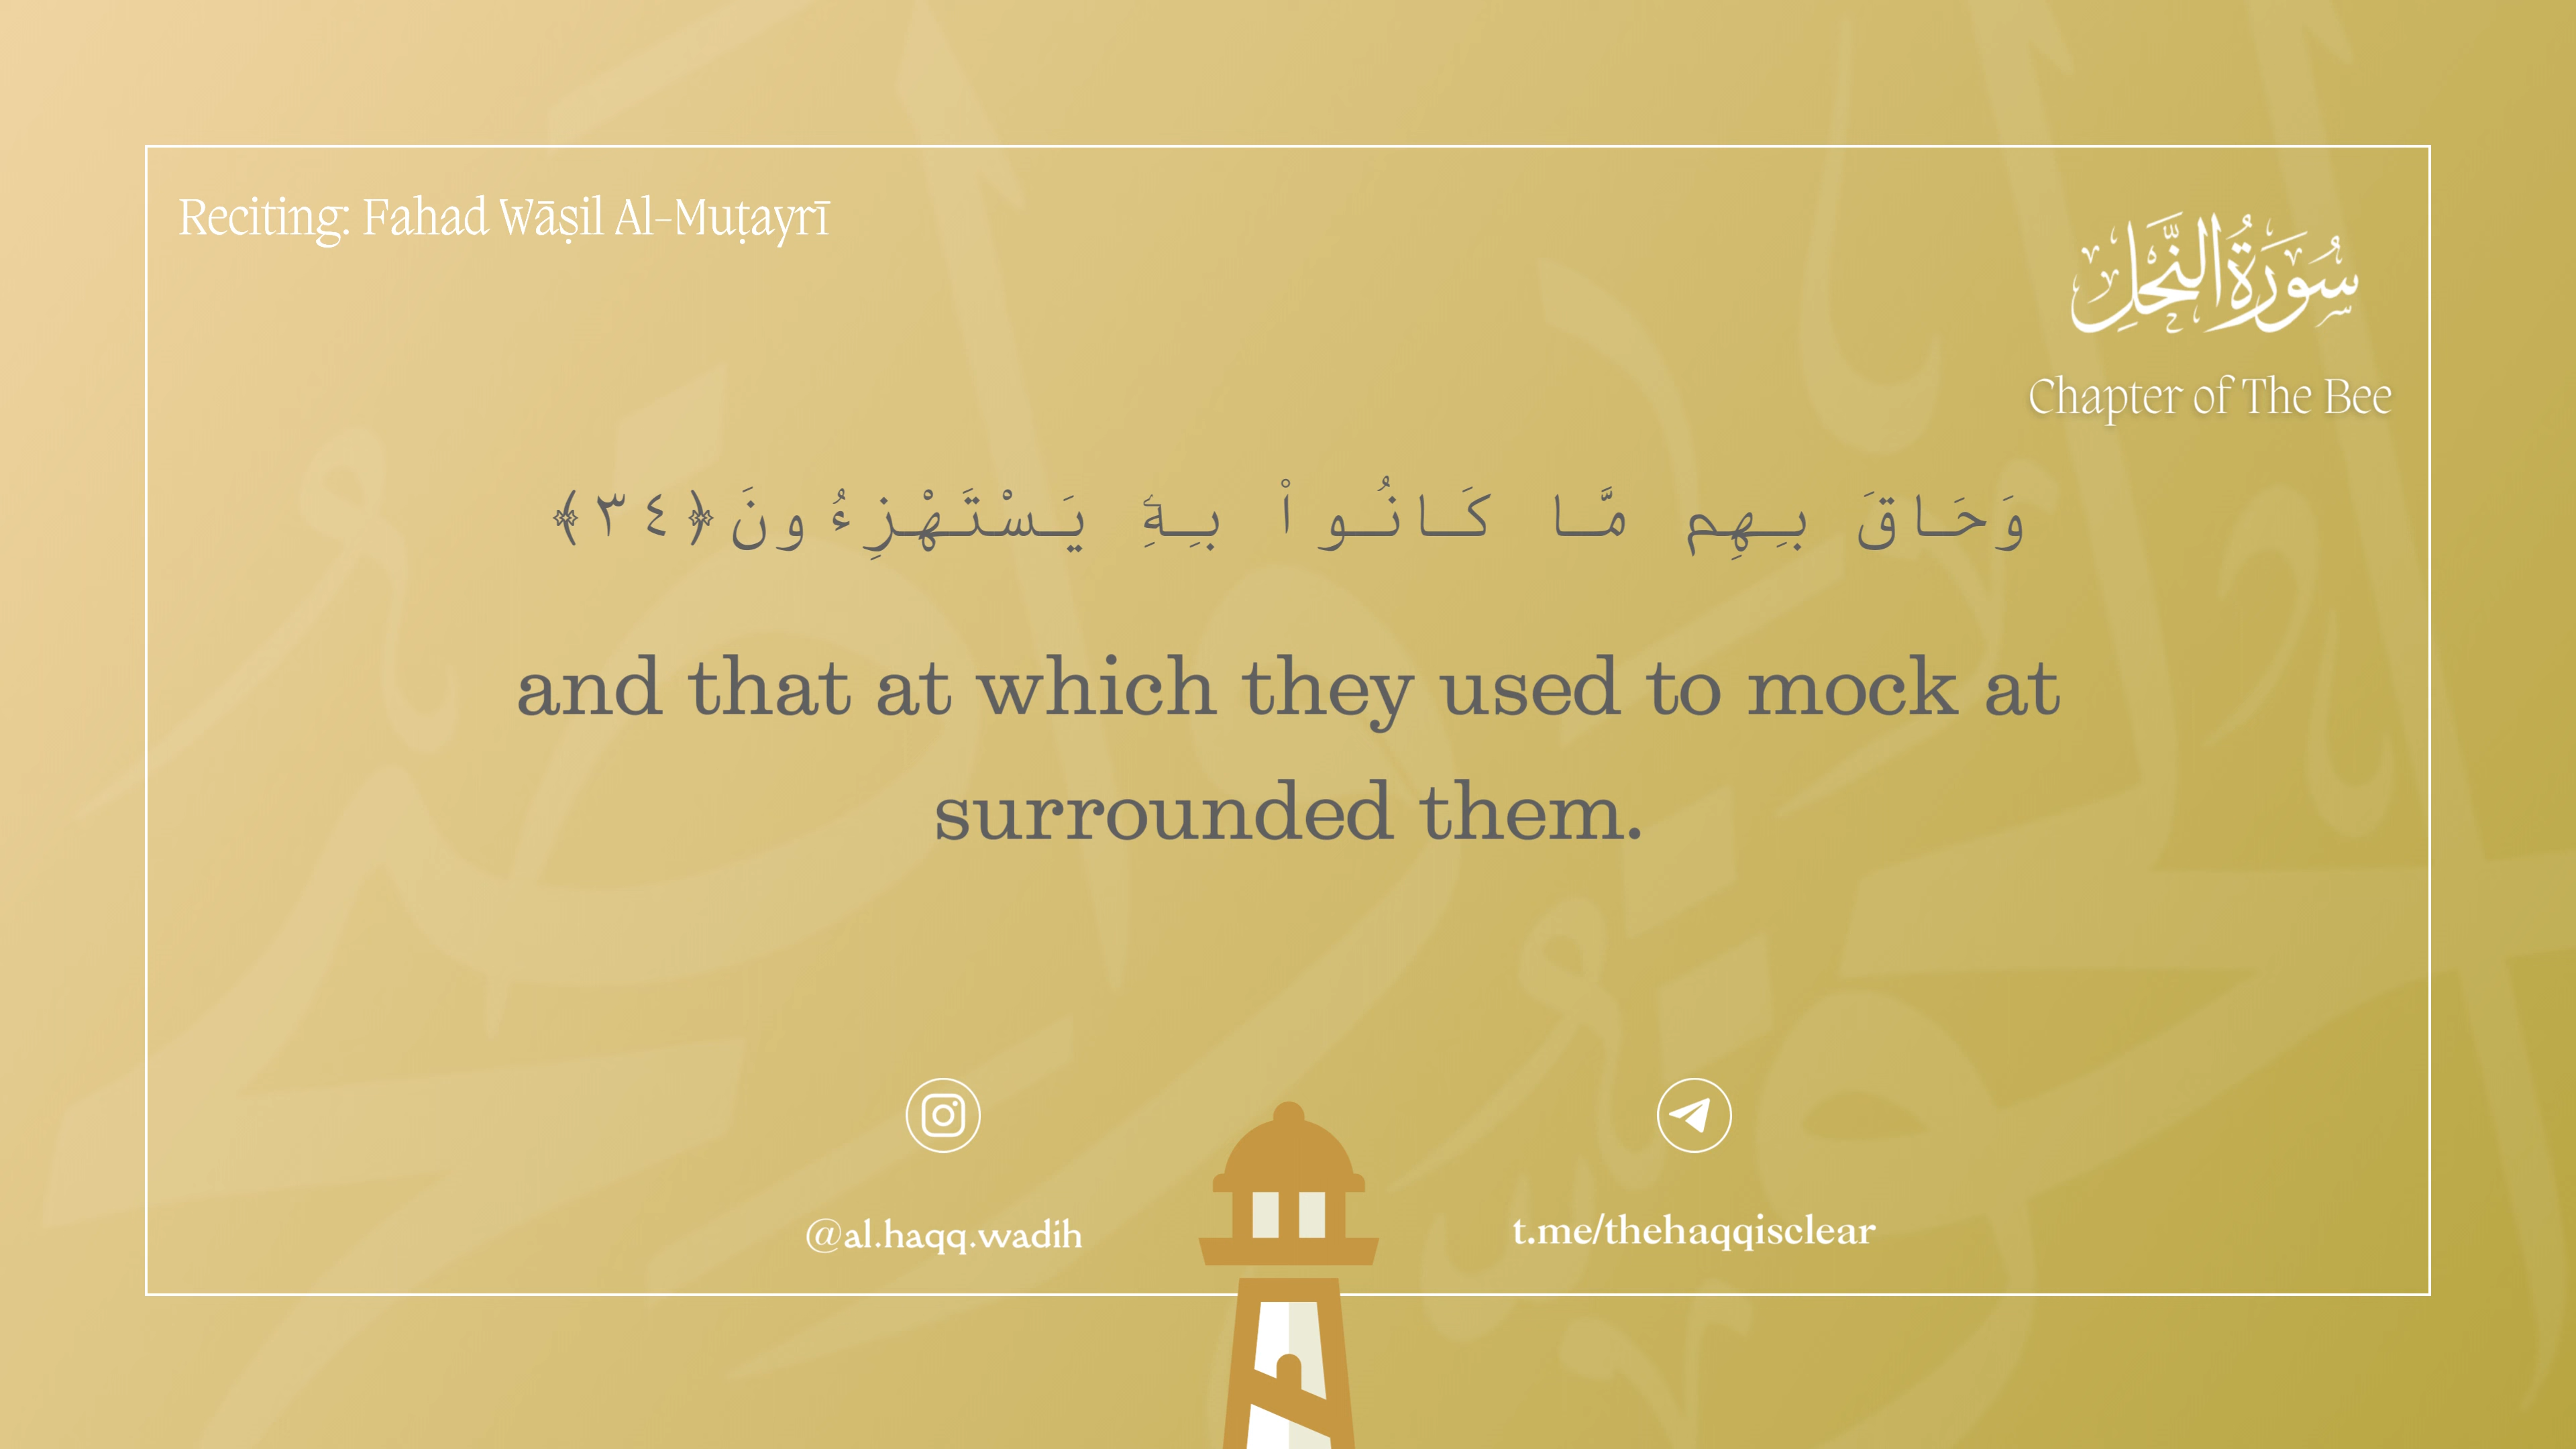 Reciting: Fahad Wāṣil Al-Muṭayrī
سُورَةُ النَّحۡلِ
Chapter of The Bee
وَحَاقَ بِهِم مَّا كَانُوا۟ بِهِۦ يَسْتَهْزِءُونَ ﴿٣٤﴾
and that at which they used to mock at
surrounded them.
@al.haqq.wadih
t.me/thehaqqisclear